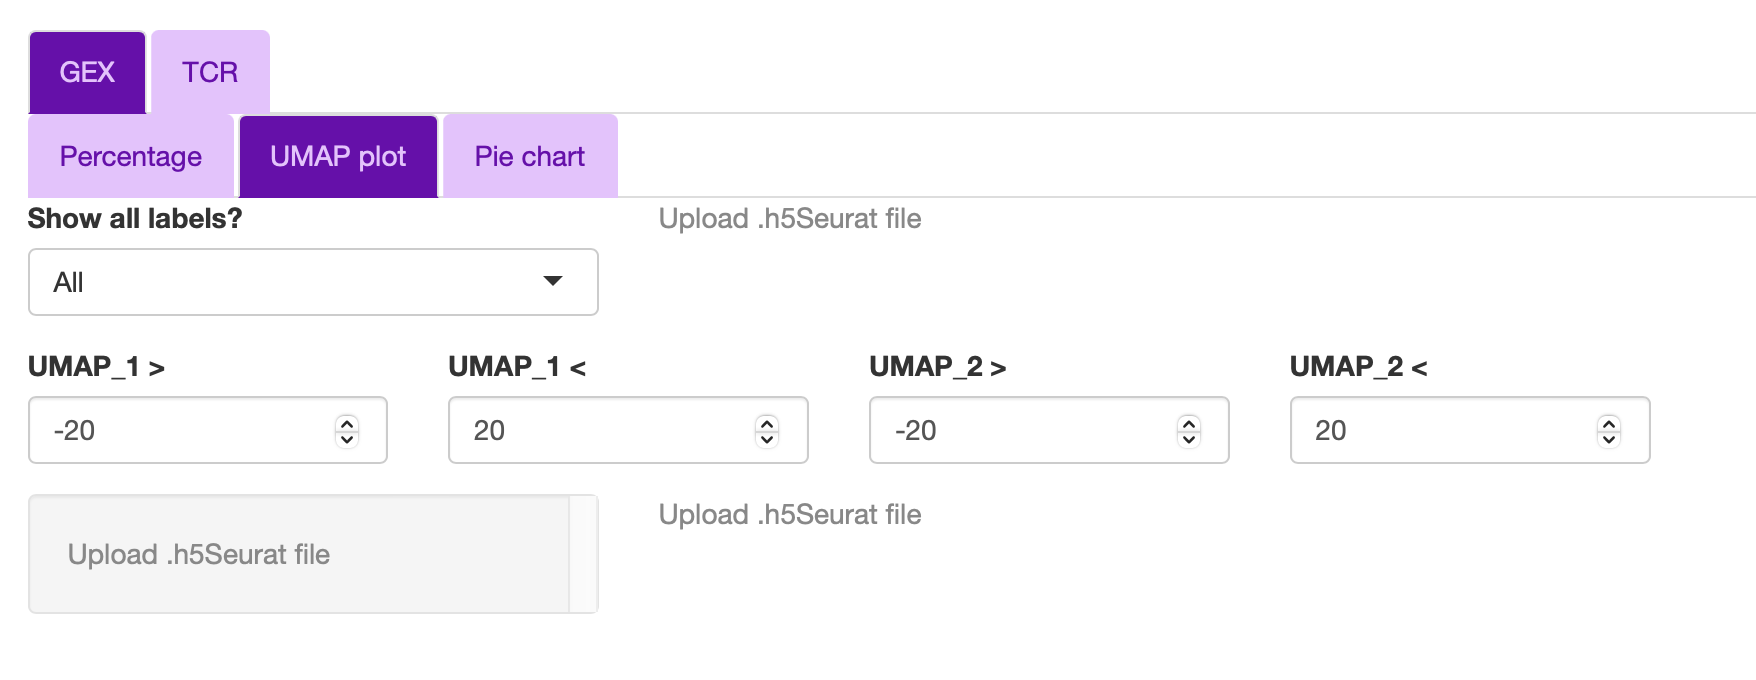 GEX TCR
Percentage UMAP plot Pie chart
Show all labels? Upload .h5Seurat file
All
UMAP_1 > UMAP_1 < UMAP_2 > UMAP_2 <
-20 20 -20 20
Upload .h5Seurat file
Upload .h5Seurat file